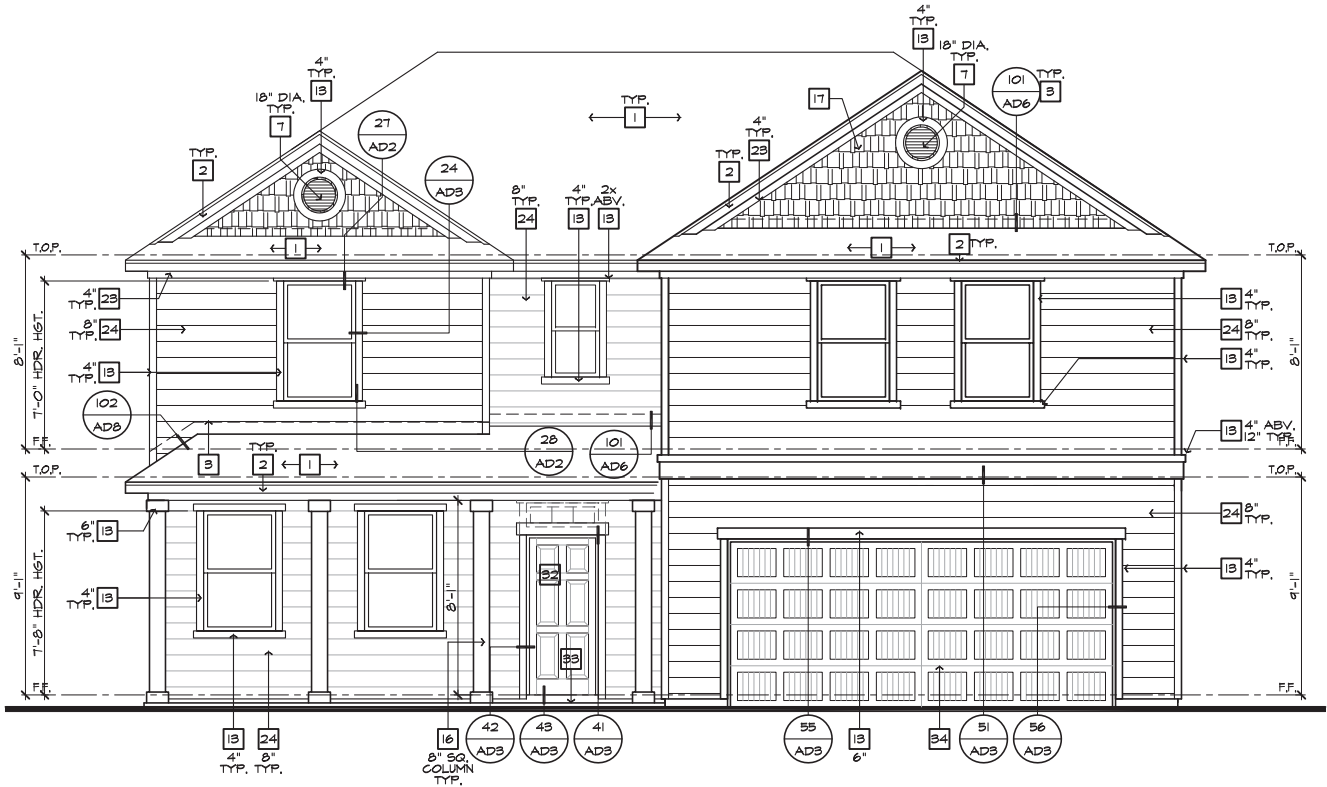 4"
TYP.
13
18" DIA.
TYP.
7
27
AD2
24
AD3
TYP.
2
TYP.
1
17
4"
TYP.
23
TYP.
2
4"
TYP.
13
18" DIA.
7
101
AD6
TYP.
3
8"
TYP.
24
4"
TYP.
13
2x
ABV.
13
1
1
2 TYP.
T.O.P.
T.O.P.
4"
TYP. 23
8"
TYP. 24
4"
TYP. 13
8'-1"
7'-0" HDR. HGT.
13 4"
TYP.
24 8"
TYP.
13 4"
TYP.
8'-1"
102
AD8
F.F.
13 4" ABV.
12" TYP.
F.F.
3
TYP.
2
1
28
AD2
101
AD6
T.O.P.
T.O.P.
6"
TYP. 13
4"
TYP. 13
9'-1"
7'-8" HDR. HGT.
8'-1"
32
33
24 8"
TYP.
13 4"
TYP.
9'-1"
F.F.
F.F.
13
4"
TYP.
24
8"
TYP.
16
8" SQ.
COLUMN
TYP.
42
AD3
43
AD3
41
AD3
55
AD3
13
6"
34
51
AD3
56
AD3